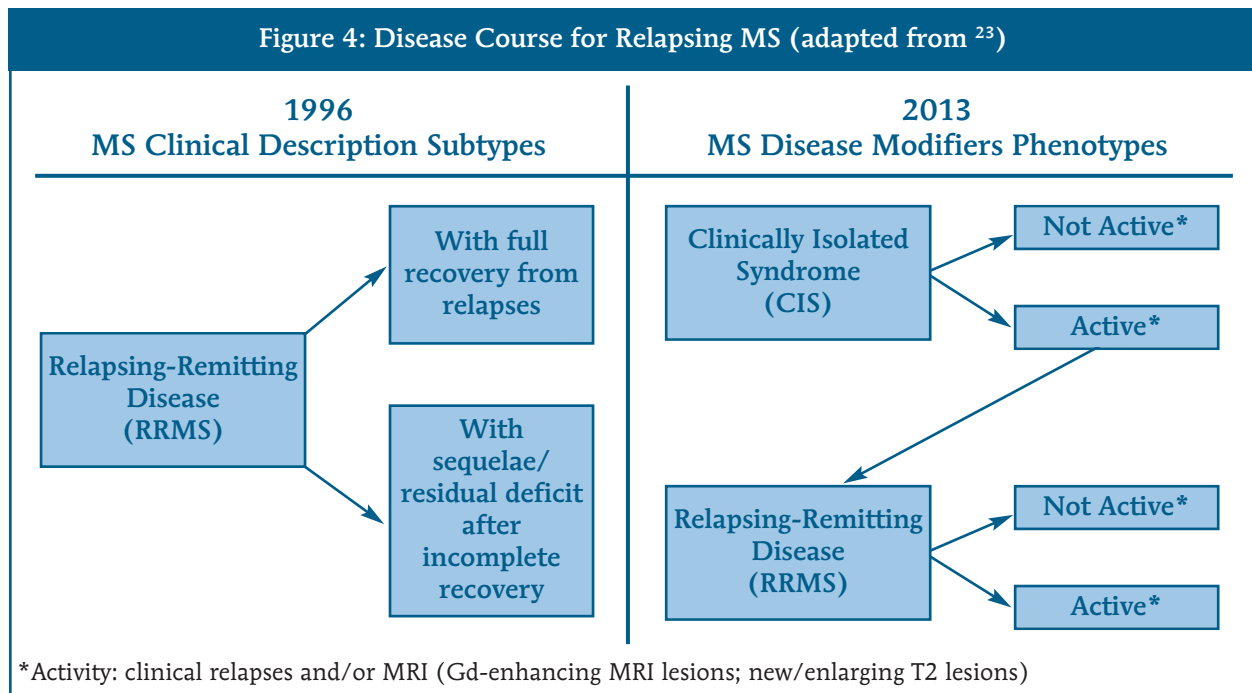 Figure 4: Disease Course for Relapsing MS (adapted from ²³)
1996
MS Clinical Description Subtypes
Relapsing-Remitting
Disease
(RRMS)
With full
recovery from
relapses
With
sequelae/
residual deficit
after
incomplete
recovery
2013
MS Disease Modifiers Phenotypes
Clinically Isolated
Syndrome
(CIS)
Not Active*
Active*
Relapsing-Remitting
Disease
(RRMS)
Not Active*
Active*
*Activity: clinical relapses and/or MRI (Gd-enhancing MRI lesions; new/enlarging T2 lesions)